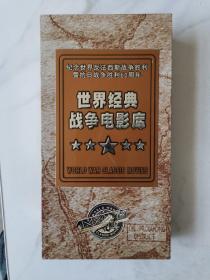 纪念世界反法西斯战争胜利
暨抗日战争胜利60周年
世界经典
战争电影库
WORLD WAR CLASSIC MOVIES